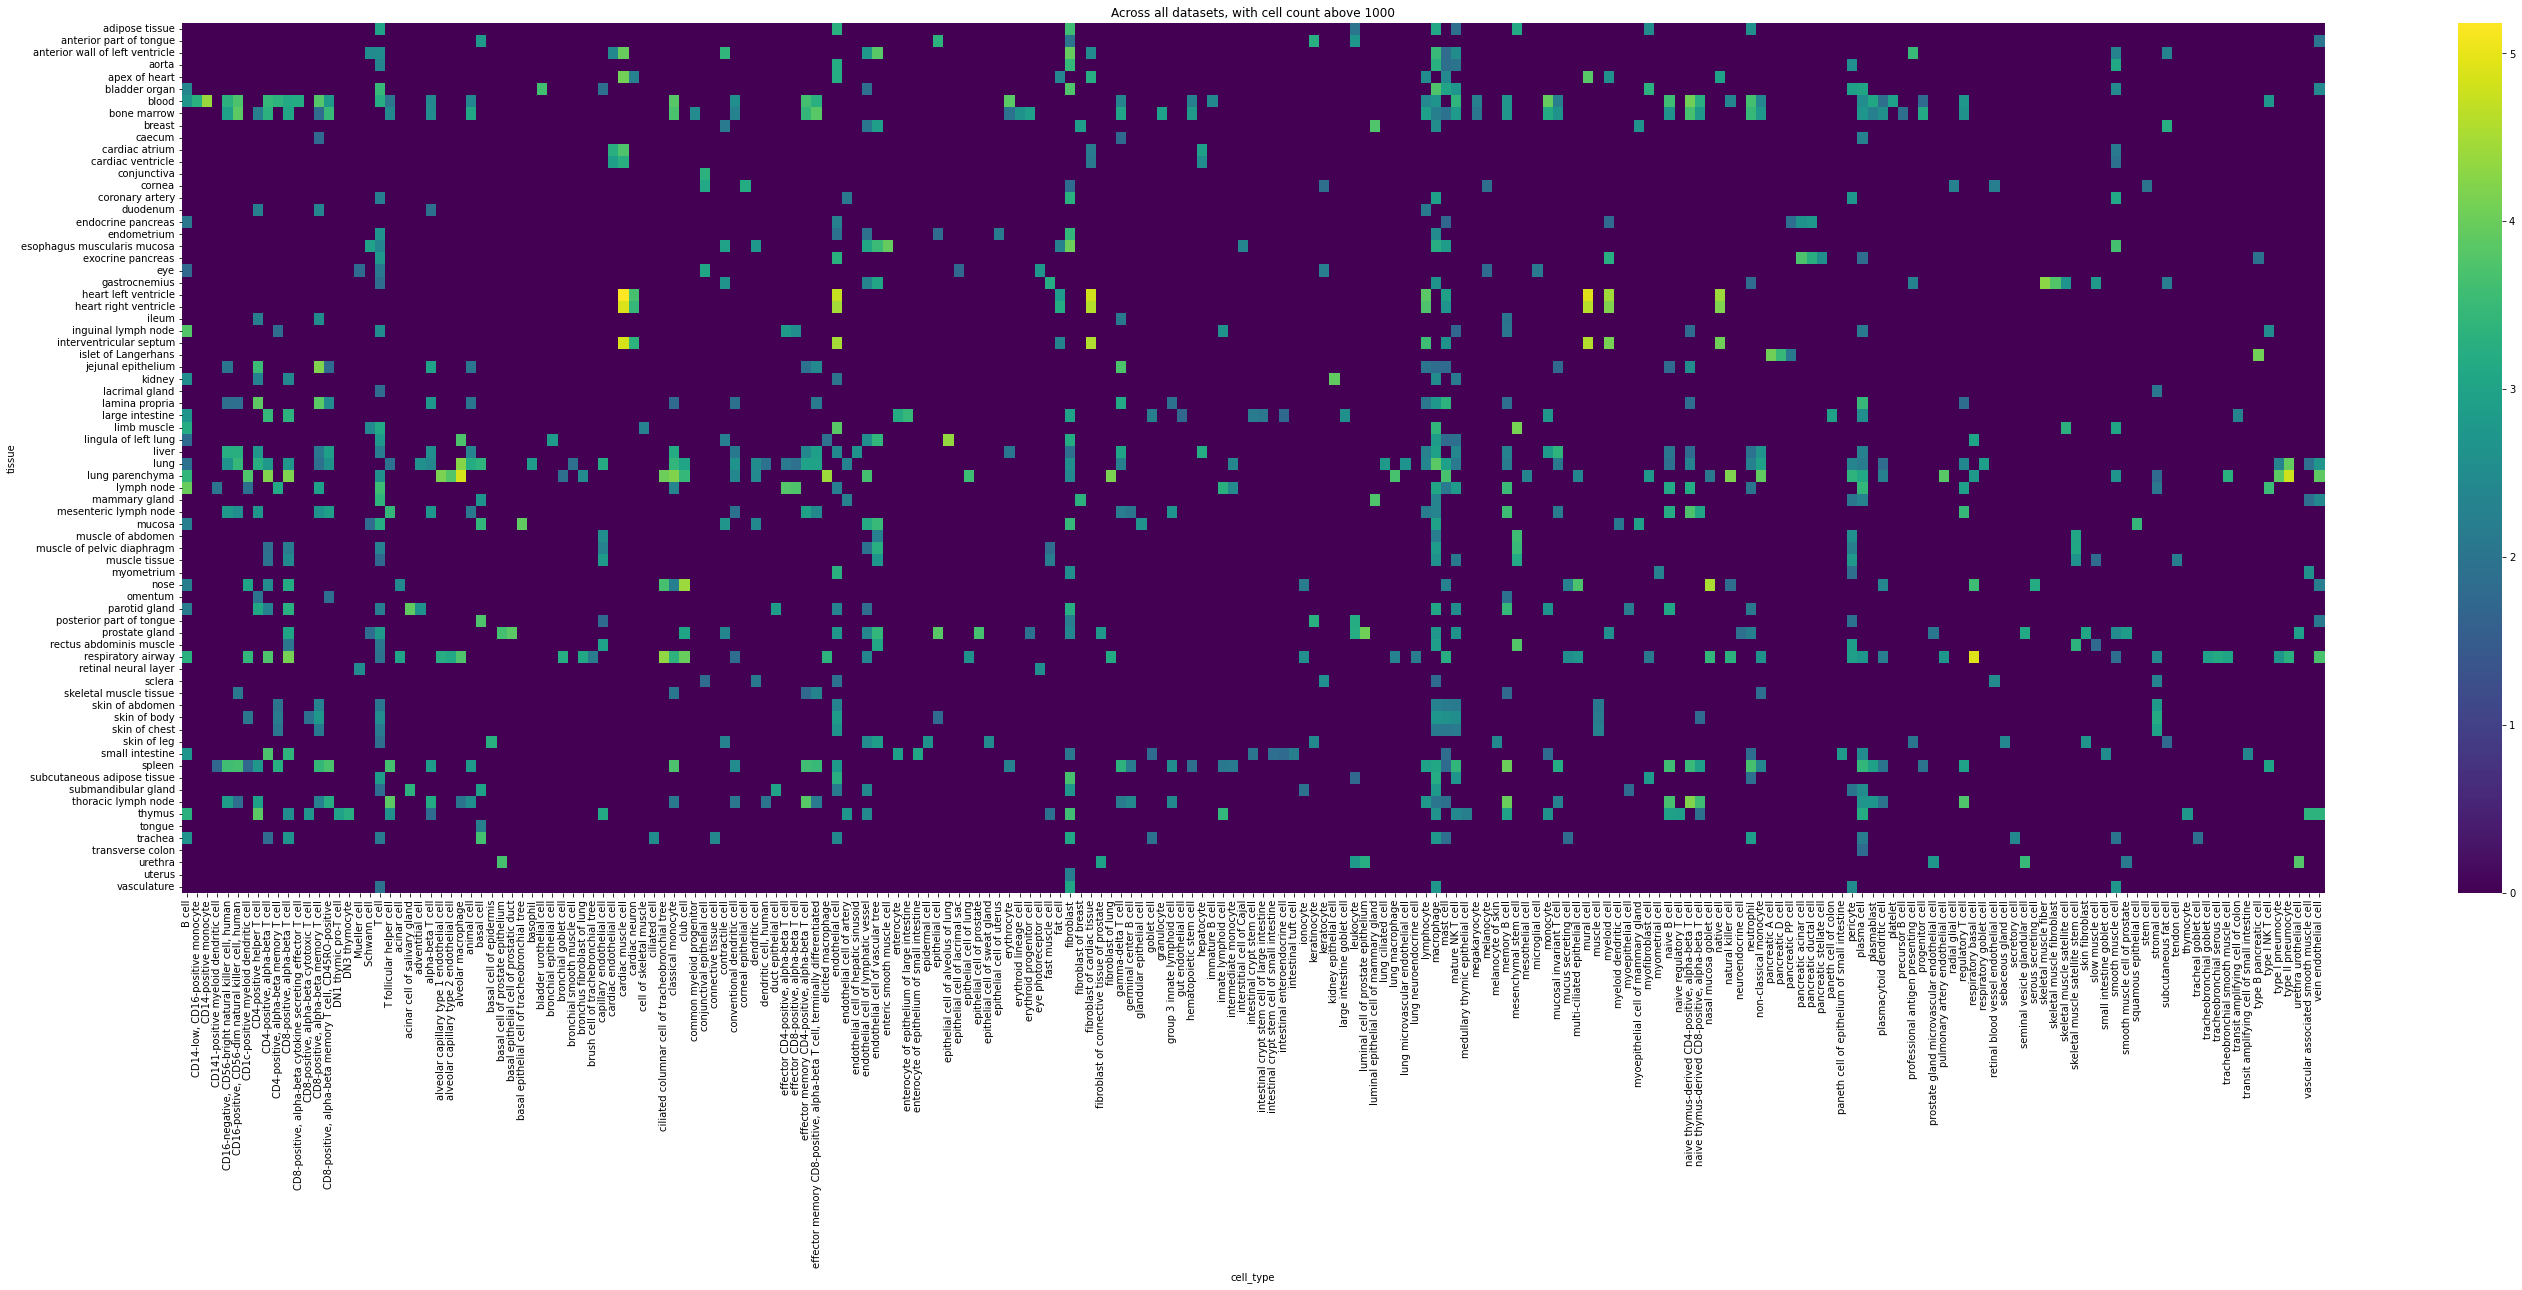 Across all datasets, with cell count above 1000
adipose tissue
anterior part of tongue
anterior wall of left ventricle
aorta
apex of heart
bladder organ
blood
bone marrow
breast
caecum
cardiac atrium
cardiac ventricle
conjunctiva
cornea
coronary artery
duodenum
endocrine pancreas
endometrium
esophagus muscularis mucosa
exocrine pancreas
eye
gastrocnemius
heart left ventricle
heart right ventricle
ileum
inguinal lymph node
interventricular septum
islet of Langerhans
jejunal epithelium
kidney
lacrimal gland
lamina propria
large intestine
limb muscle
lingula of left lung
liver
lung
lung parenchyma
lymph node
mammary gland
mesenteric lymph node
mucosa
muscle of abdomen
muscle of pelvic diaphragm
muscle tissue
myometrium
nose
omentum
parotid gland
posterior part of tongue
prostate gland
rectus abdominis muscle
respiratory airway
retinal neural layer
sclera
skeletal muscle tissue
skin of abdomen
skin of body
skin of chest
skin of leg
small intestine
spleen
subcutaneous adipose tissue
submandibular gland
thoracic lymph node
thymus
tongue
trachea
transverse colon
urethra
uterus
vasculature
tissue
B cell
CD14-low, CD16-positive monocyte
CD14-positive monocyte
CD141-positive myeloid dendritic cell
CD16-negative, CD56-bright natural killer cell, human
CD16-positive, CD56-dim natural killer cell, human
CD1c-positive myeloid dendritic cell
CD4-positive helper T cell
CD4-positive, alpha-beta T cell
CD4-positive, alpha-beta memory T cell
CD8-positive, alpha-beta T cell
CD8-positive, alpha-beta cytokine secreting effector T cell
CD8-positive, alpha-beta cytotoxic T cell
CD8-positive, alpha-beta memory T cell
CD8-positive, alpha-beta memory T cell, CD45RO-positive
DN1 thymic pro-T cell
DN3 thymocyte
Mueller cell
Schwann cell
T cell
T follicular helper cell
acinar cell
acinar cell of salivary gland
adventitial cell
alpha-beta T cell
alveolar capillary type 1 endothelial cell
alveolar capillary type 2 endothelial cell
alveolar macrophage
animal cell
basal cell
basal cell of epidermis
basal cell of prostate epithelium
basal epithelial cell of prostatic duct
basal epithelial cell of tracheobronchial tree
basophil
bladder urothelial cell
bronchial epithelial cell
bronchial goblet cell
bronchial smooth muscle cell
bronchus fibroblast of lung
brush cell of tracheobronchial tree
capillary endothelial cell
cardiac endothelial cell
cardiac muscle cell
cardiac neuron
cell of skeletal muscle
ciliated cell
ciliated columnar cell of tracheobronchial tree
classical monocyte
club cell
common myeloid progenitor
conjunctival epithelial cell
connective tissue cell
contractile cell
conventional dendritic cell
corneal epithelial cell
dendritic cell
dendritic cell, human
duct epithelial cell
effector CD4-positive, alpha-beta T cell
effector CD8-positive, alpha-beta T cell
effector memory CD4-positive, alpha-beta T cell
effector memory CD8-positive, alpha-beta T cell, terminally differentiated
elicited macrophage
endothelial cell
endothelial cell of artery
endothelial cell of hepatic sinusoid
endothelial cell of lymphatic vessel
endothelial cell of vascular tree
enteric smooth muscle cell
enterocyte
enterocyte of epithelium of large intestine
enterocyte of epithelium of small intestine
epidermal cell
epithelial cell
epithelial cell of alveolus of lung
epithelial cell of lacrimal sac
epithelial cell of lung
epithelial cell of prostate
epithelial cell of sweat gland
epithelial cell of uterus
erythrocyte
erythroid lineage cell
erythroid progenitor cell
eye photoreceptor cell
fast muscle cell
fat cell
fibroblast
fibroblast of breast
fibroblast of cardiac tissue
fibroblast of connective tissue of prostate
fibroblast of lung
gamma-delta T cell
germinal center B cell
glandular epithelial cell
goblet cell
granulocyte
group 3 innate lymphoid cell
gut endothelial cell
hematopoietic stem cell
hepatocyte
immature B cell
innate lymphoid cell
intermediate monocyte
interstitial cell of Cajal
intestinal crypt stem cell
intestinal crypt stem cell of large intestine
intestinal crypt stem cell of small intestine
intestinal enteroendocrine cell
intestinal tuft cell
ionocyte
keratinocyte
keratocyte
kidney epithelial cell
large intestine goblet cell
leukocyte
luminal cell of prostate epithelium
luminal epithelial cell of mammary gland
lung ciliated cell
lung macrophage
lung microvascular endothelial cell
lung neuroendocrine cell
lymphocyte
macrophage
mast cell
mature NK T cell
medullary thymic epithelial cell
megakaryocyte
melanocyte
melanocyte of skin
memory B cell
mesenchymal stem cell
mesothelial cell
microglial cell
monocyte
mucosal invariant T cell
mucus secreting cell
multi-ciliated epithelial cell
mural cell
muscle cell
myeloid cell
myeloid dendritic cell
myoepithelial cell
myoepithelial cell of mammary gland
myofibroblast cell
myometrial cell
naive B cell
naive regulatory T cell
naive thymus-derived CD4-positive, alpha-beta T cell
naive thymus-derived CD8-positive, alpha-beta T cell
nasal mucosa goblet cell
native cell
natural killer cell
neuroendocrine cell
neutrophil
non-classical monocyte
pancreatic A cell
pancreatic D cell
pancreatic PP cell
pancreatic acinar cell
pancreatic ductal cell
pancreatic stellate cell
paneth cell of colon
paneth cell of epithelium of small intestine
pericyte
plasma cell
plasmablast
plasmacytoid dendritic cell
platelet
precursor B cell
professional antigen presenting cell
progenitor cell
prostate gland microvascular endothelial cell
pulmonary artery endothelial cell
radial glial cell
regulatory T cell
respiratory basal cell
respiratory goblet cell
retinal blood vessel endothelial cell
sebaceous gland cell
secretory cell
seminal vesicle glandular cell
serous secreting cell
skeletal muscle fiber
skeletal muscle fibroblast
skeletal muscle satellite cell
skeletal muscle satellite stem cell
skin fibroblast
slow muscle cell
small intestine goblet cell
smooth muscle cell
smooth muscle cell of prostate
squamous epithelial cell
stem cell
stromal cell
subcutaneous fat cell
tendon cell
thymocyte
tracheal goblet cell
tracheobronchial goblet cell
tracheobronchial serous cell
tracheobronchial smooth muscle cell
transit amplifying cell of colon
transit amplifying cell of small intestine
type B pancreatic cell
type I NK T cell
type I pneumocyte
type II pneumocyte
urethra urothelial cell
vascular associated smooth muscle cell
vein endothelial cell
cell_type
5
4
3
2
1
0